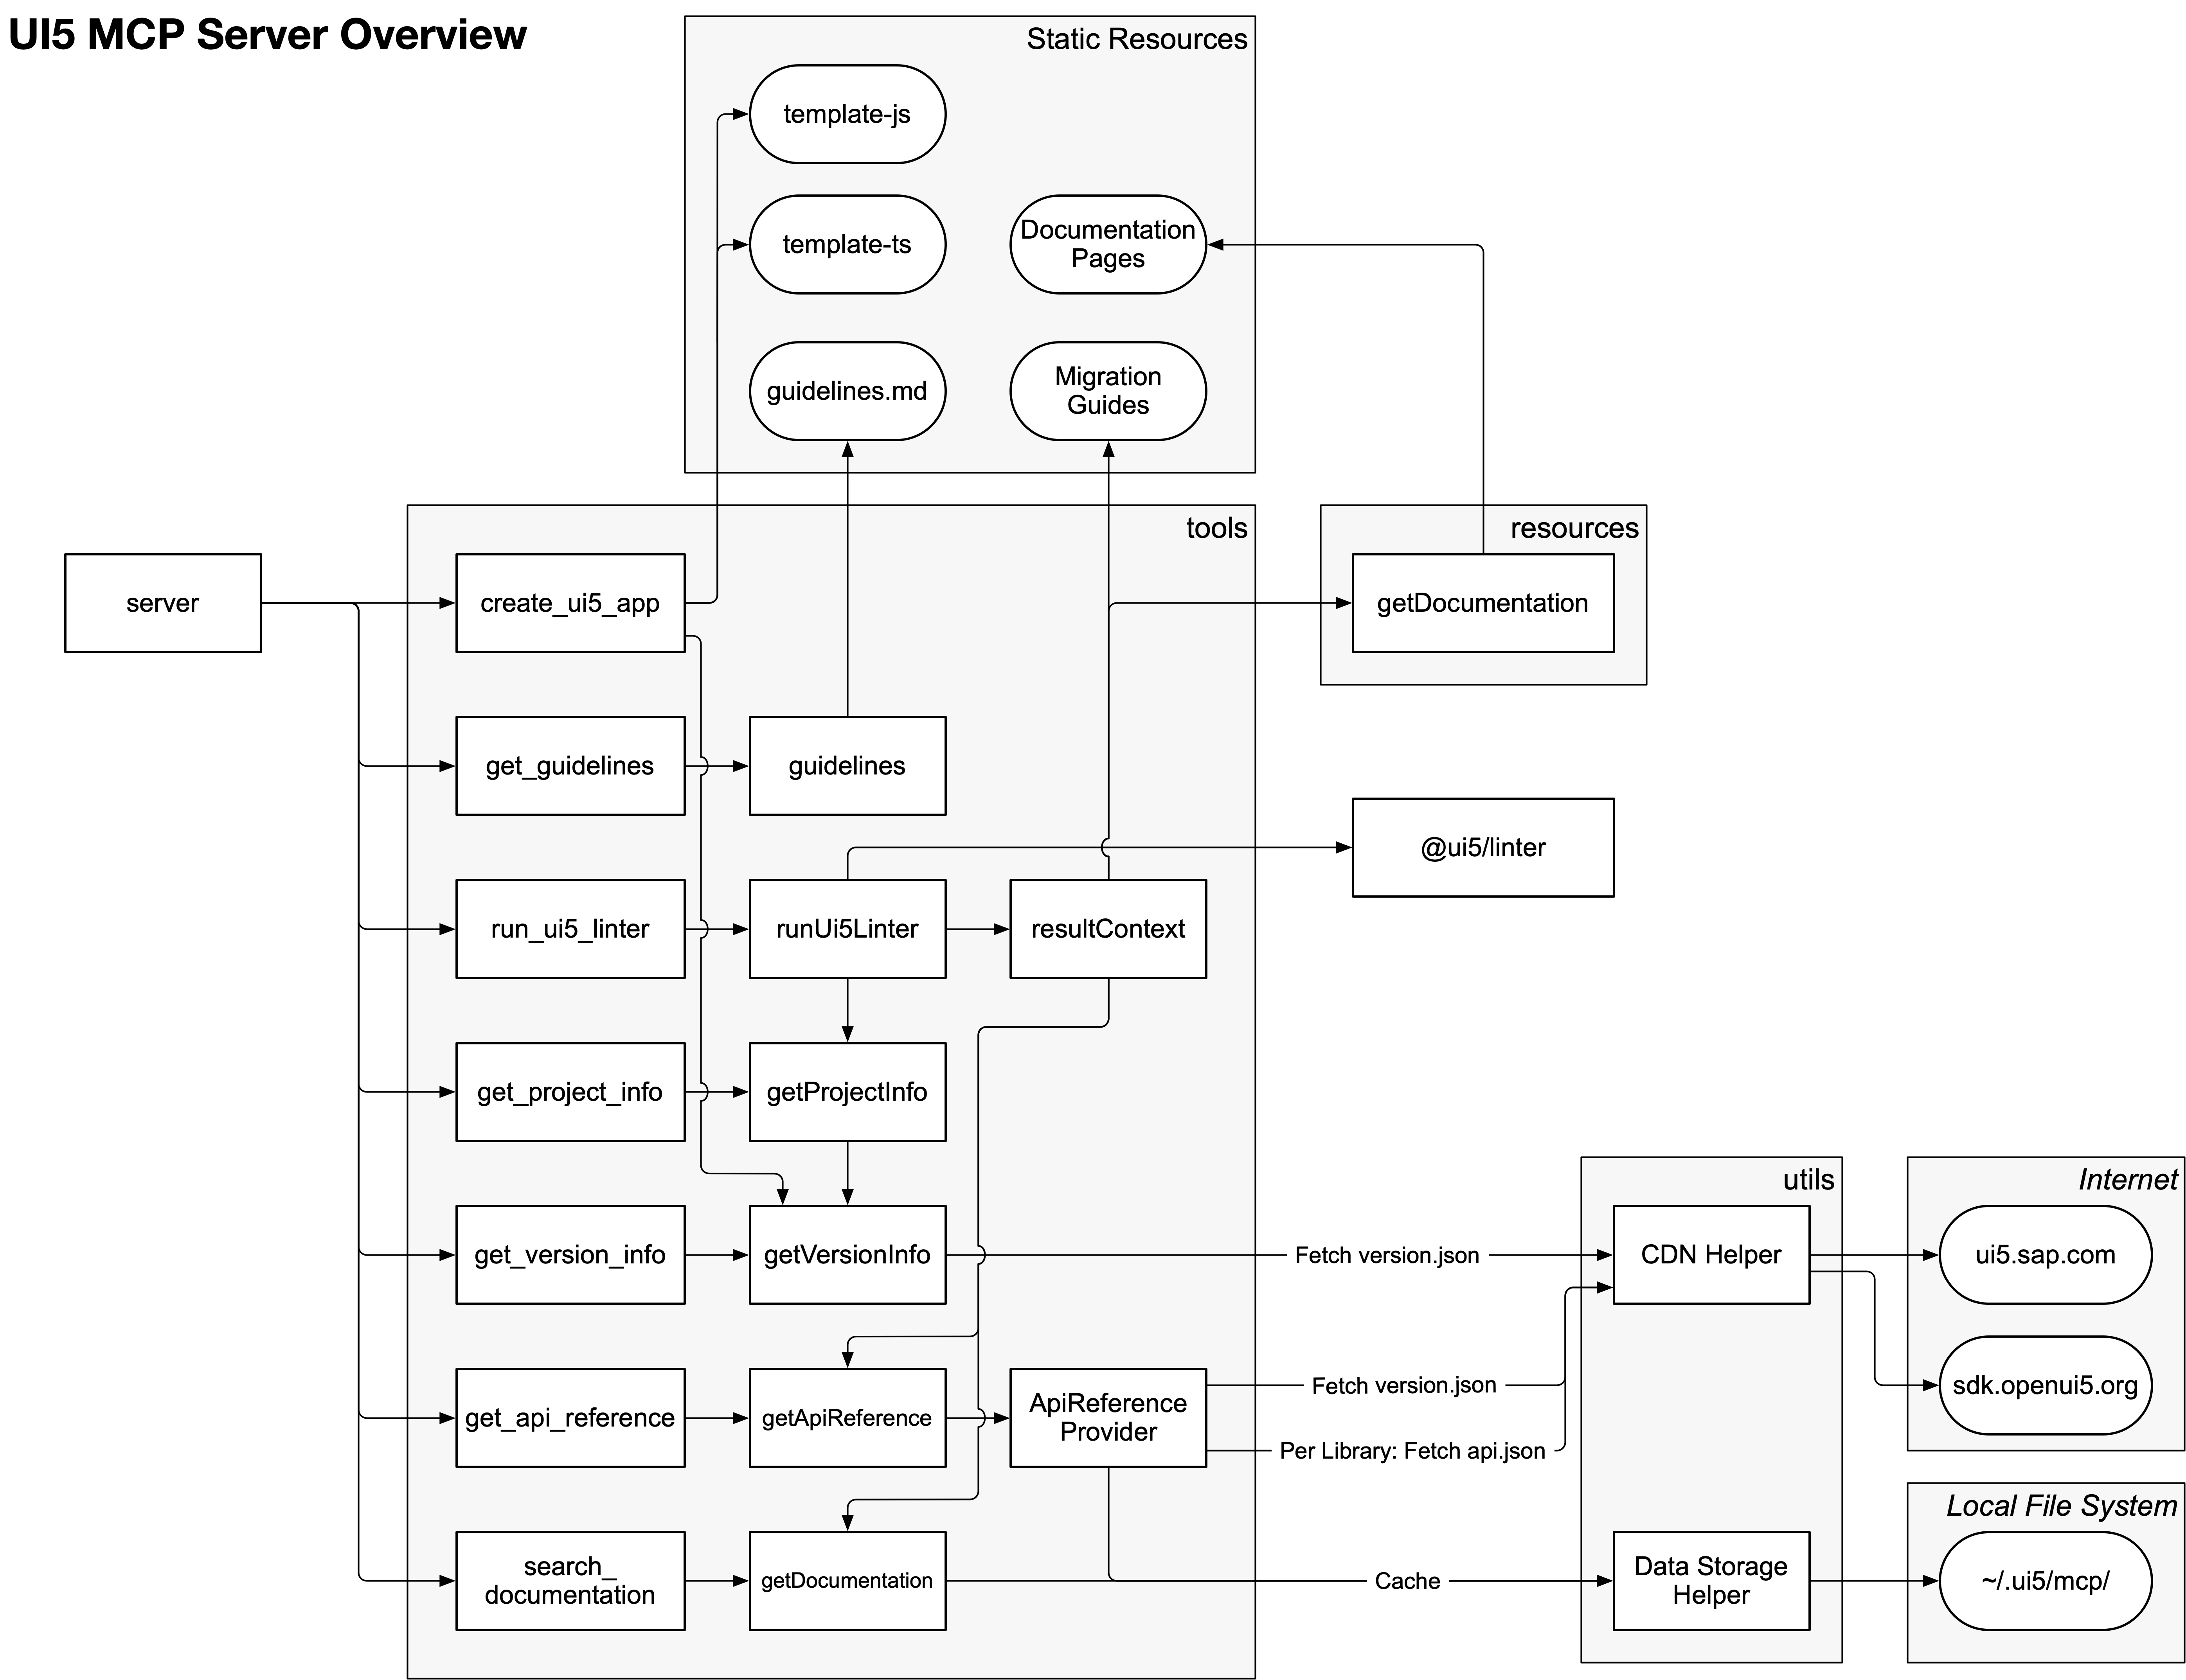 UI5 MCP Server Overview
Static Resources
template-js
template-ts
Documentation
Pages
guidelines.md
Migration
Guides
tools
resources
server
create_ui5_app
getDocumentation
get_guidelines
guidelines
@ui5/linter
run_ui5_linter
runUi5Linter
resultContext
get_project_info
getProjectInfo
utils
Internet
get_version_info
getVersionInfo
Fetch version.json
CDN Helper
ui5.sap.com
get_api_reference
getApiReference
ApiReference
Provider
Fetch version.json
Per Library: Fetch api.json
sdk.openui5.org
Local File System
search_
documentation
getDocumentation
Cache
Data Storage
Helper
~/.ui5/mcp/